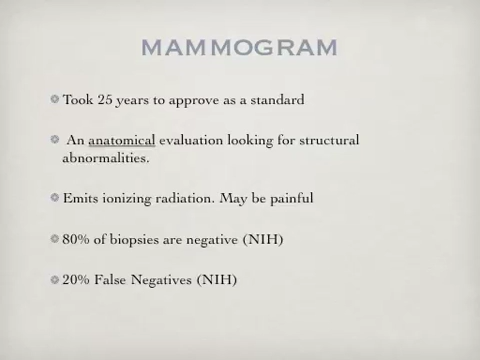 MAMMOGRAM
Took 25 years to approve as a standard
An anatomical evaluation looking for structural
abnormalities.
Emits ionizing radiation. May be painful
80% of biopsies are negative (NIH)
20% False Negatives (NIH)